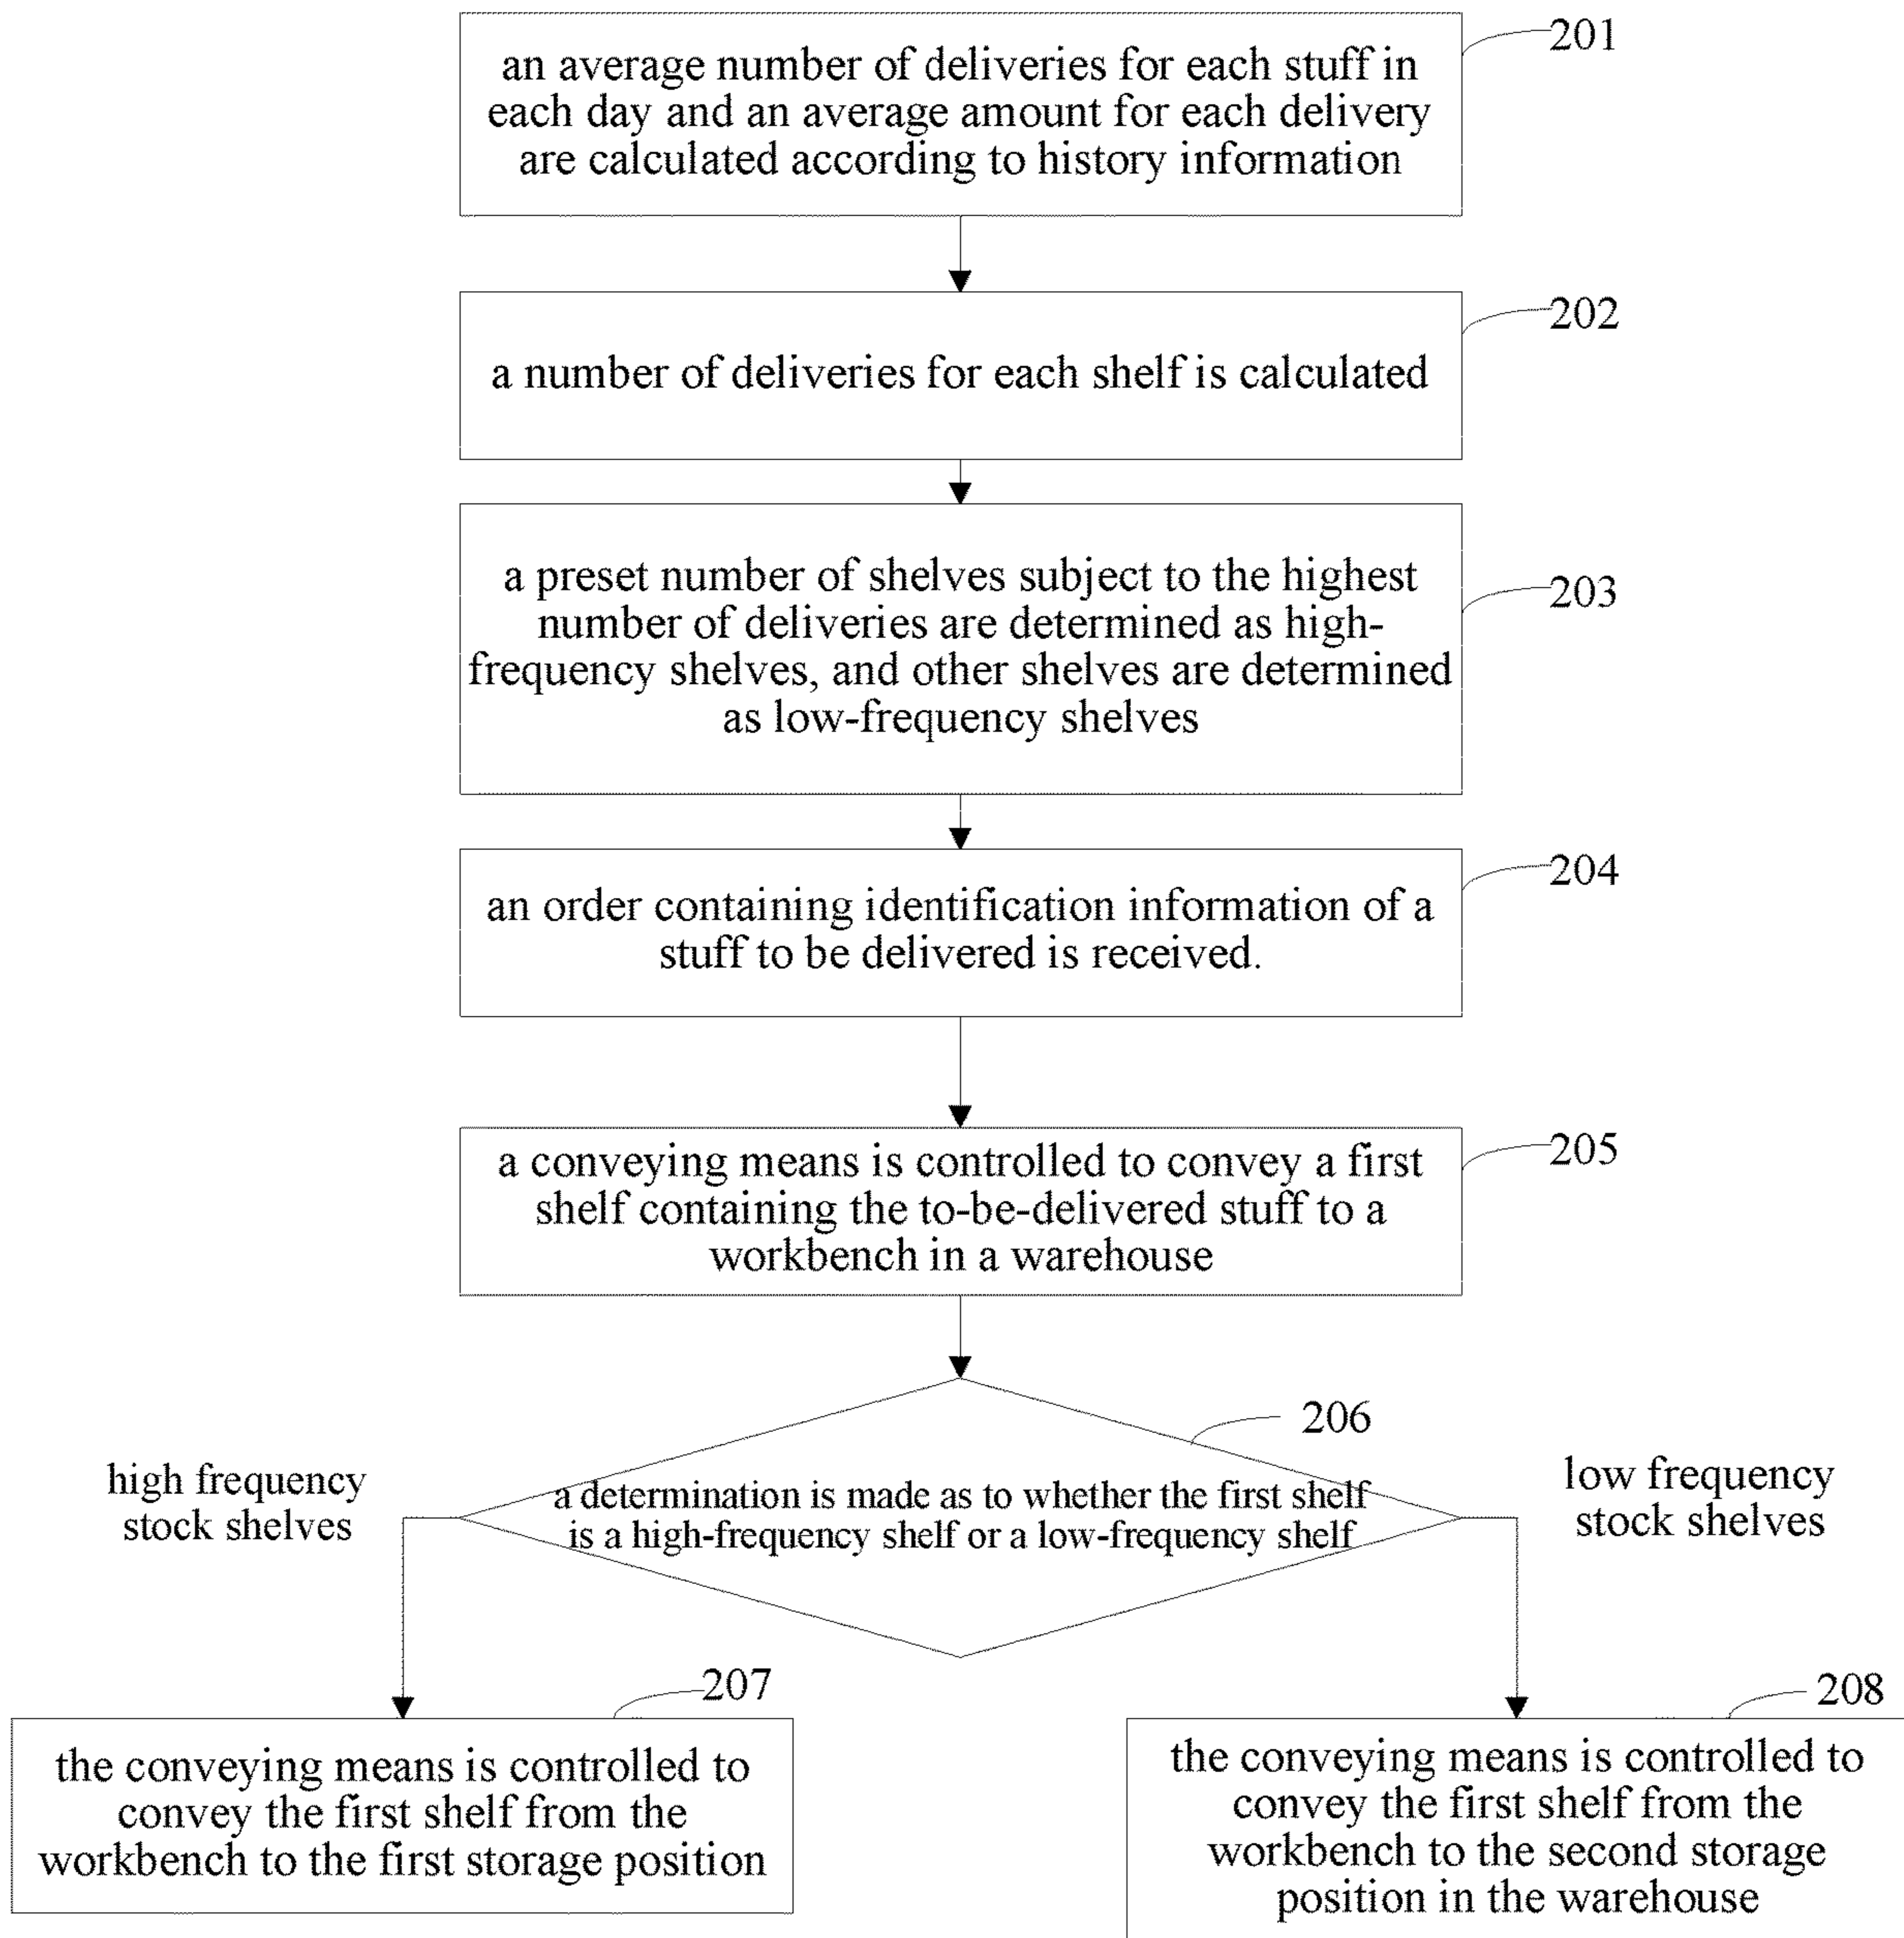 201
an average number of deliveries for each stuff in
each day and an average amount for each delivery
are calculated according to history information
202
a number of deliveries for each shelf is calculated
203
a preset number of shelves subject to the highest
number of deliveries are determined as high-
frequency shelves, and other shelves are determined
as low-frequency shelves
204
an order containing identification information of a
stuff to be delivered is received.
205
a conveying means is controlled to convey a first
shelf containing the to-be-delivered stuff to a
workbench in a warehouse
206
high frequency
stock shelves
a determination is made as to whether the first shelf
is a high-frequency shelf or a low-frequency shelf
low frequency
stock shelves
207
the conveying means is controlled to
convey the first shelf from the
workbench to the first storage position
208
the conveying means is controlled to
convey the first shelf from the
workbench to the second storage
position in the warehouse